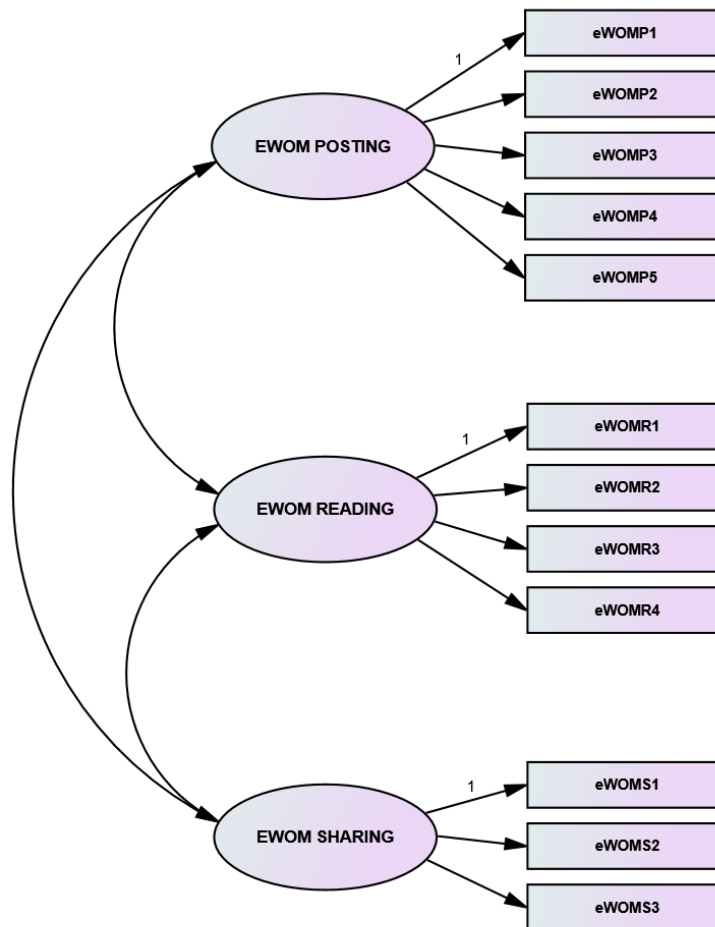 eWOMP1
1
eWOMP2
EWOM POSTING
eWOMP3
eWOMP4
eWOMP5
eWOMR1
1
eWOMR2
EWOM READING
eWOMR3
eWOMR4
eWOMS1
1
eWOMS2
EWOM SHARING
eWOMS3